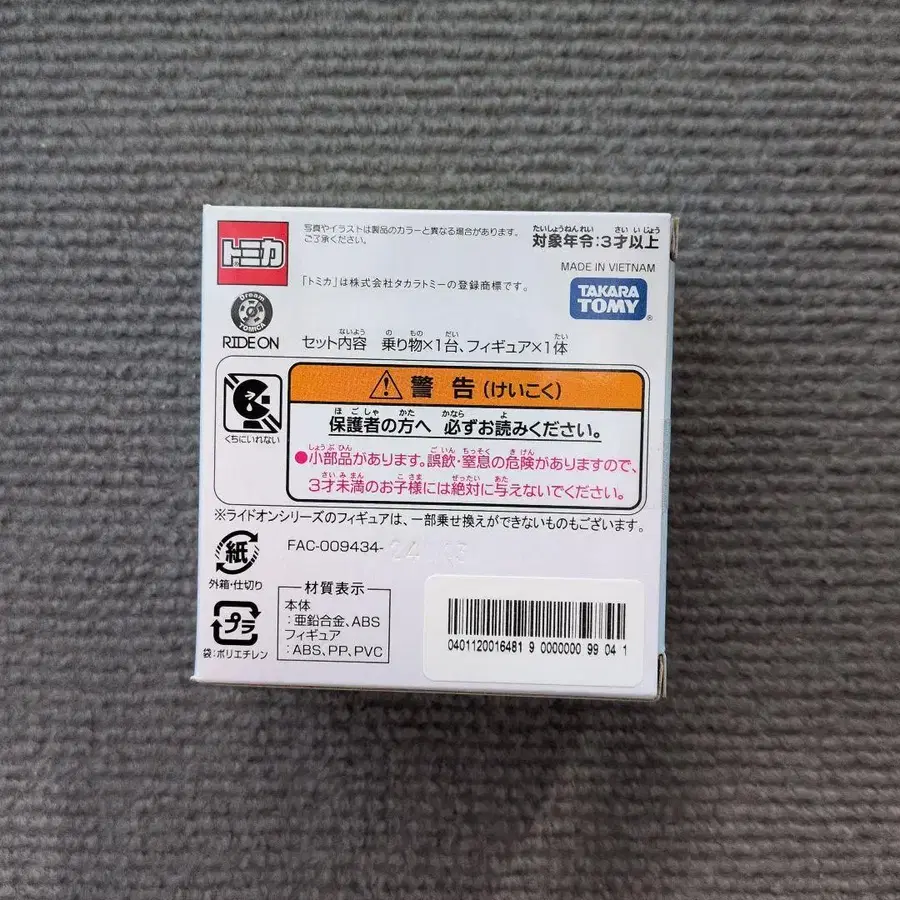 トミカ
Dream
TOMICA
RIDE ON
写真やイラストは製品のカラーと異なる場合があります。
ご了承ください。
たいしょうねんれい さい いじょう
対象年令:3才以上
MADE IN VIETNAM
「トミカ」は株式会社タカラトミーの登録商標です。
TAKARA
TOMY
ないよう の もの だい たい
セット内容 乗り物×1台、フィギュア×1体
警告(けいこく)
ほごしゃ かた かなら よ
保護者の方へ 必ずお読みください。
しょうぶひん ごいん ちっそく きけん
●小部品があります。誤飲・窒息の危険がありますので、
さいみまん こさま ぜったい あた
3才未満のお子様には絶対に与えないでください。
くちにいれない
※ライドオンシリーズのフィギュアは、一部乗せ換えができないものもございます。
紙
外箱・仕切り
FAC-009434-
プラ
袋:ポリエチレン
材質表示
本体
:亜鉛合金、ABS
フィギュア
:ABS、PP、PVC
0401120016481 9 0000000 99 04 1